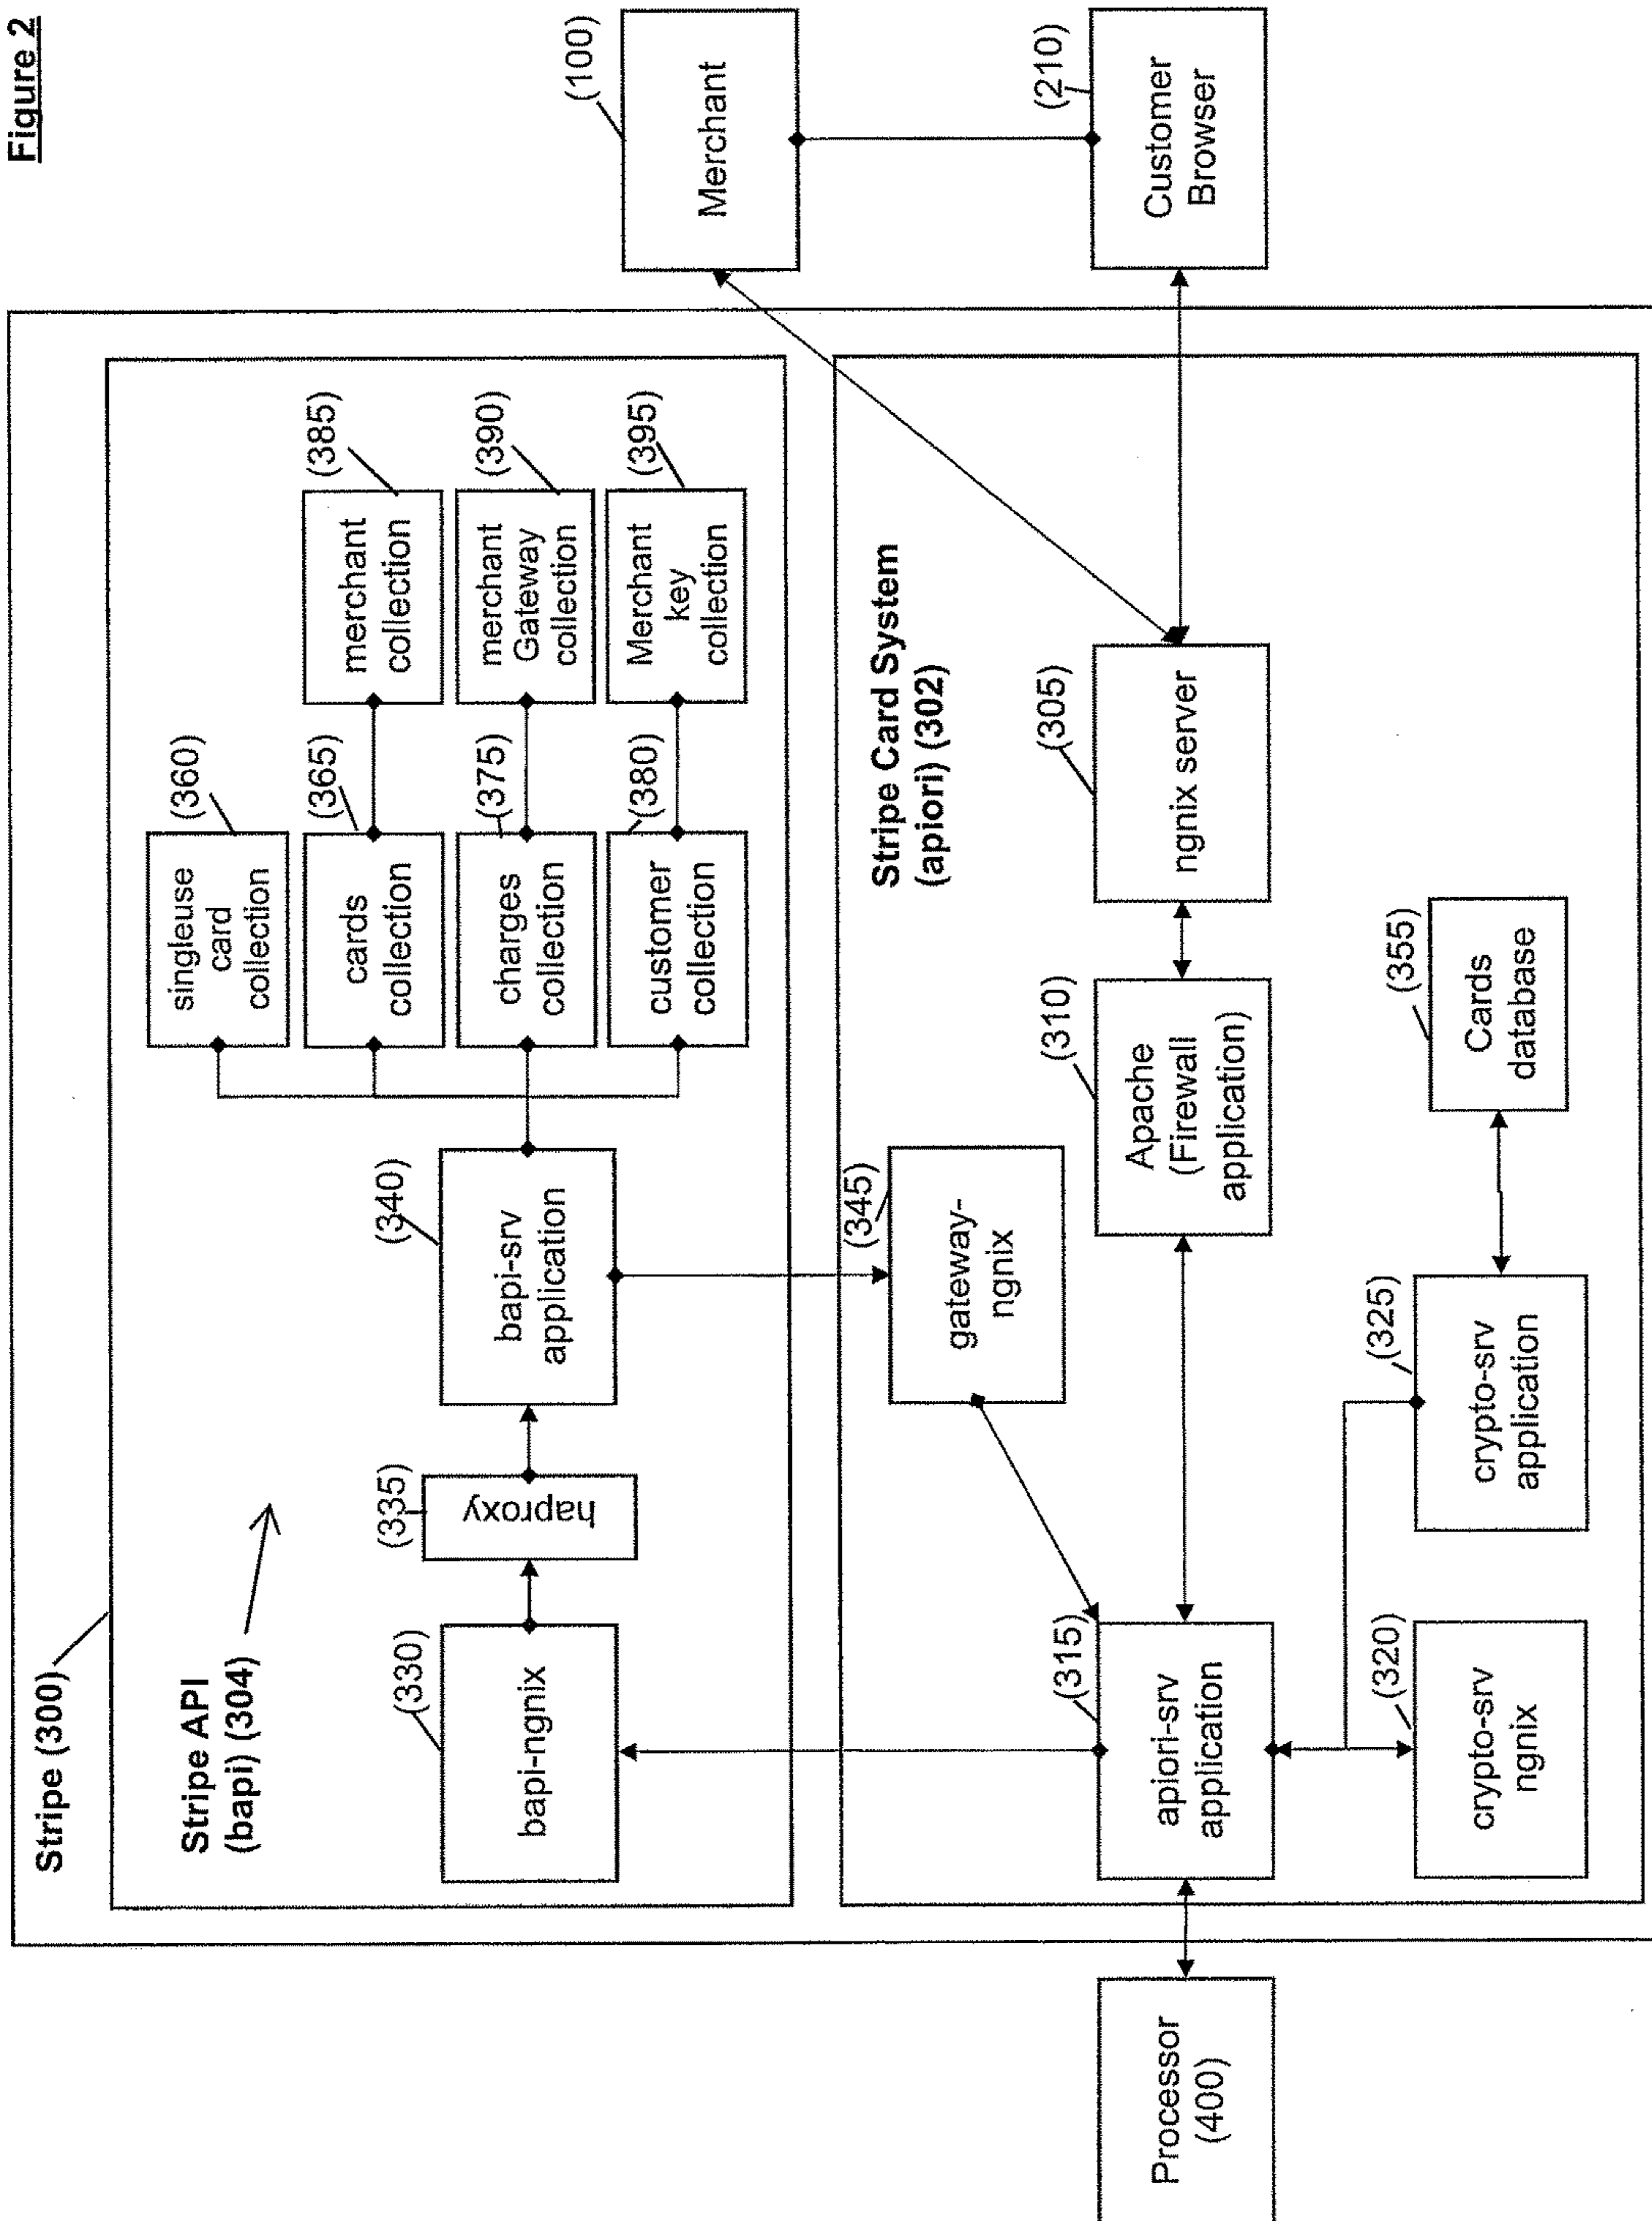 Figure 2
Stripe (300)
Stripe API
(bapi) (304)
(330)
bapi-ngnix
(335)
haproxy
(340)
bapi-srv
application
(360)
singleuse
card
collection
(365)
cards
collection
(375)
charges
collection
(380)
customer
collection
(385)
merchant
collection
(390)
merchant
Gateway
collection
(395)
Merchant
key
collection
(100)
Merchant
(210)
Customer
Browser
Stripe Card System
(apiori) (302)
(345)
gateway-
ngnix
(305)
ngnix server
(310)
Apache
(Firewall
application)
(315)
apiori-srv
application
(320)
crypto-srv
ngnix
(325)
crypto-srv
application
(355)
Cards
database
Processor
(400)